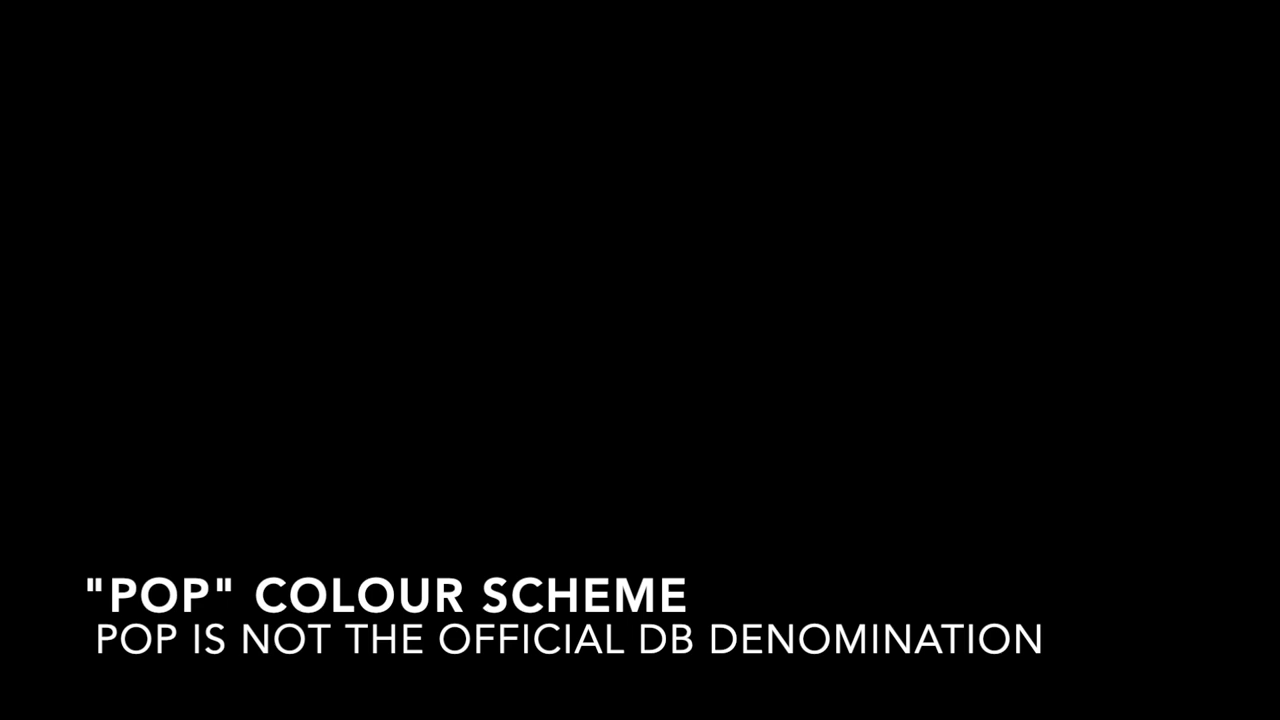 "POP" COLOUR SCHEME
POP IS NOT THE OFFICIAL DB DENOMINATION